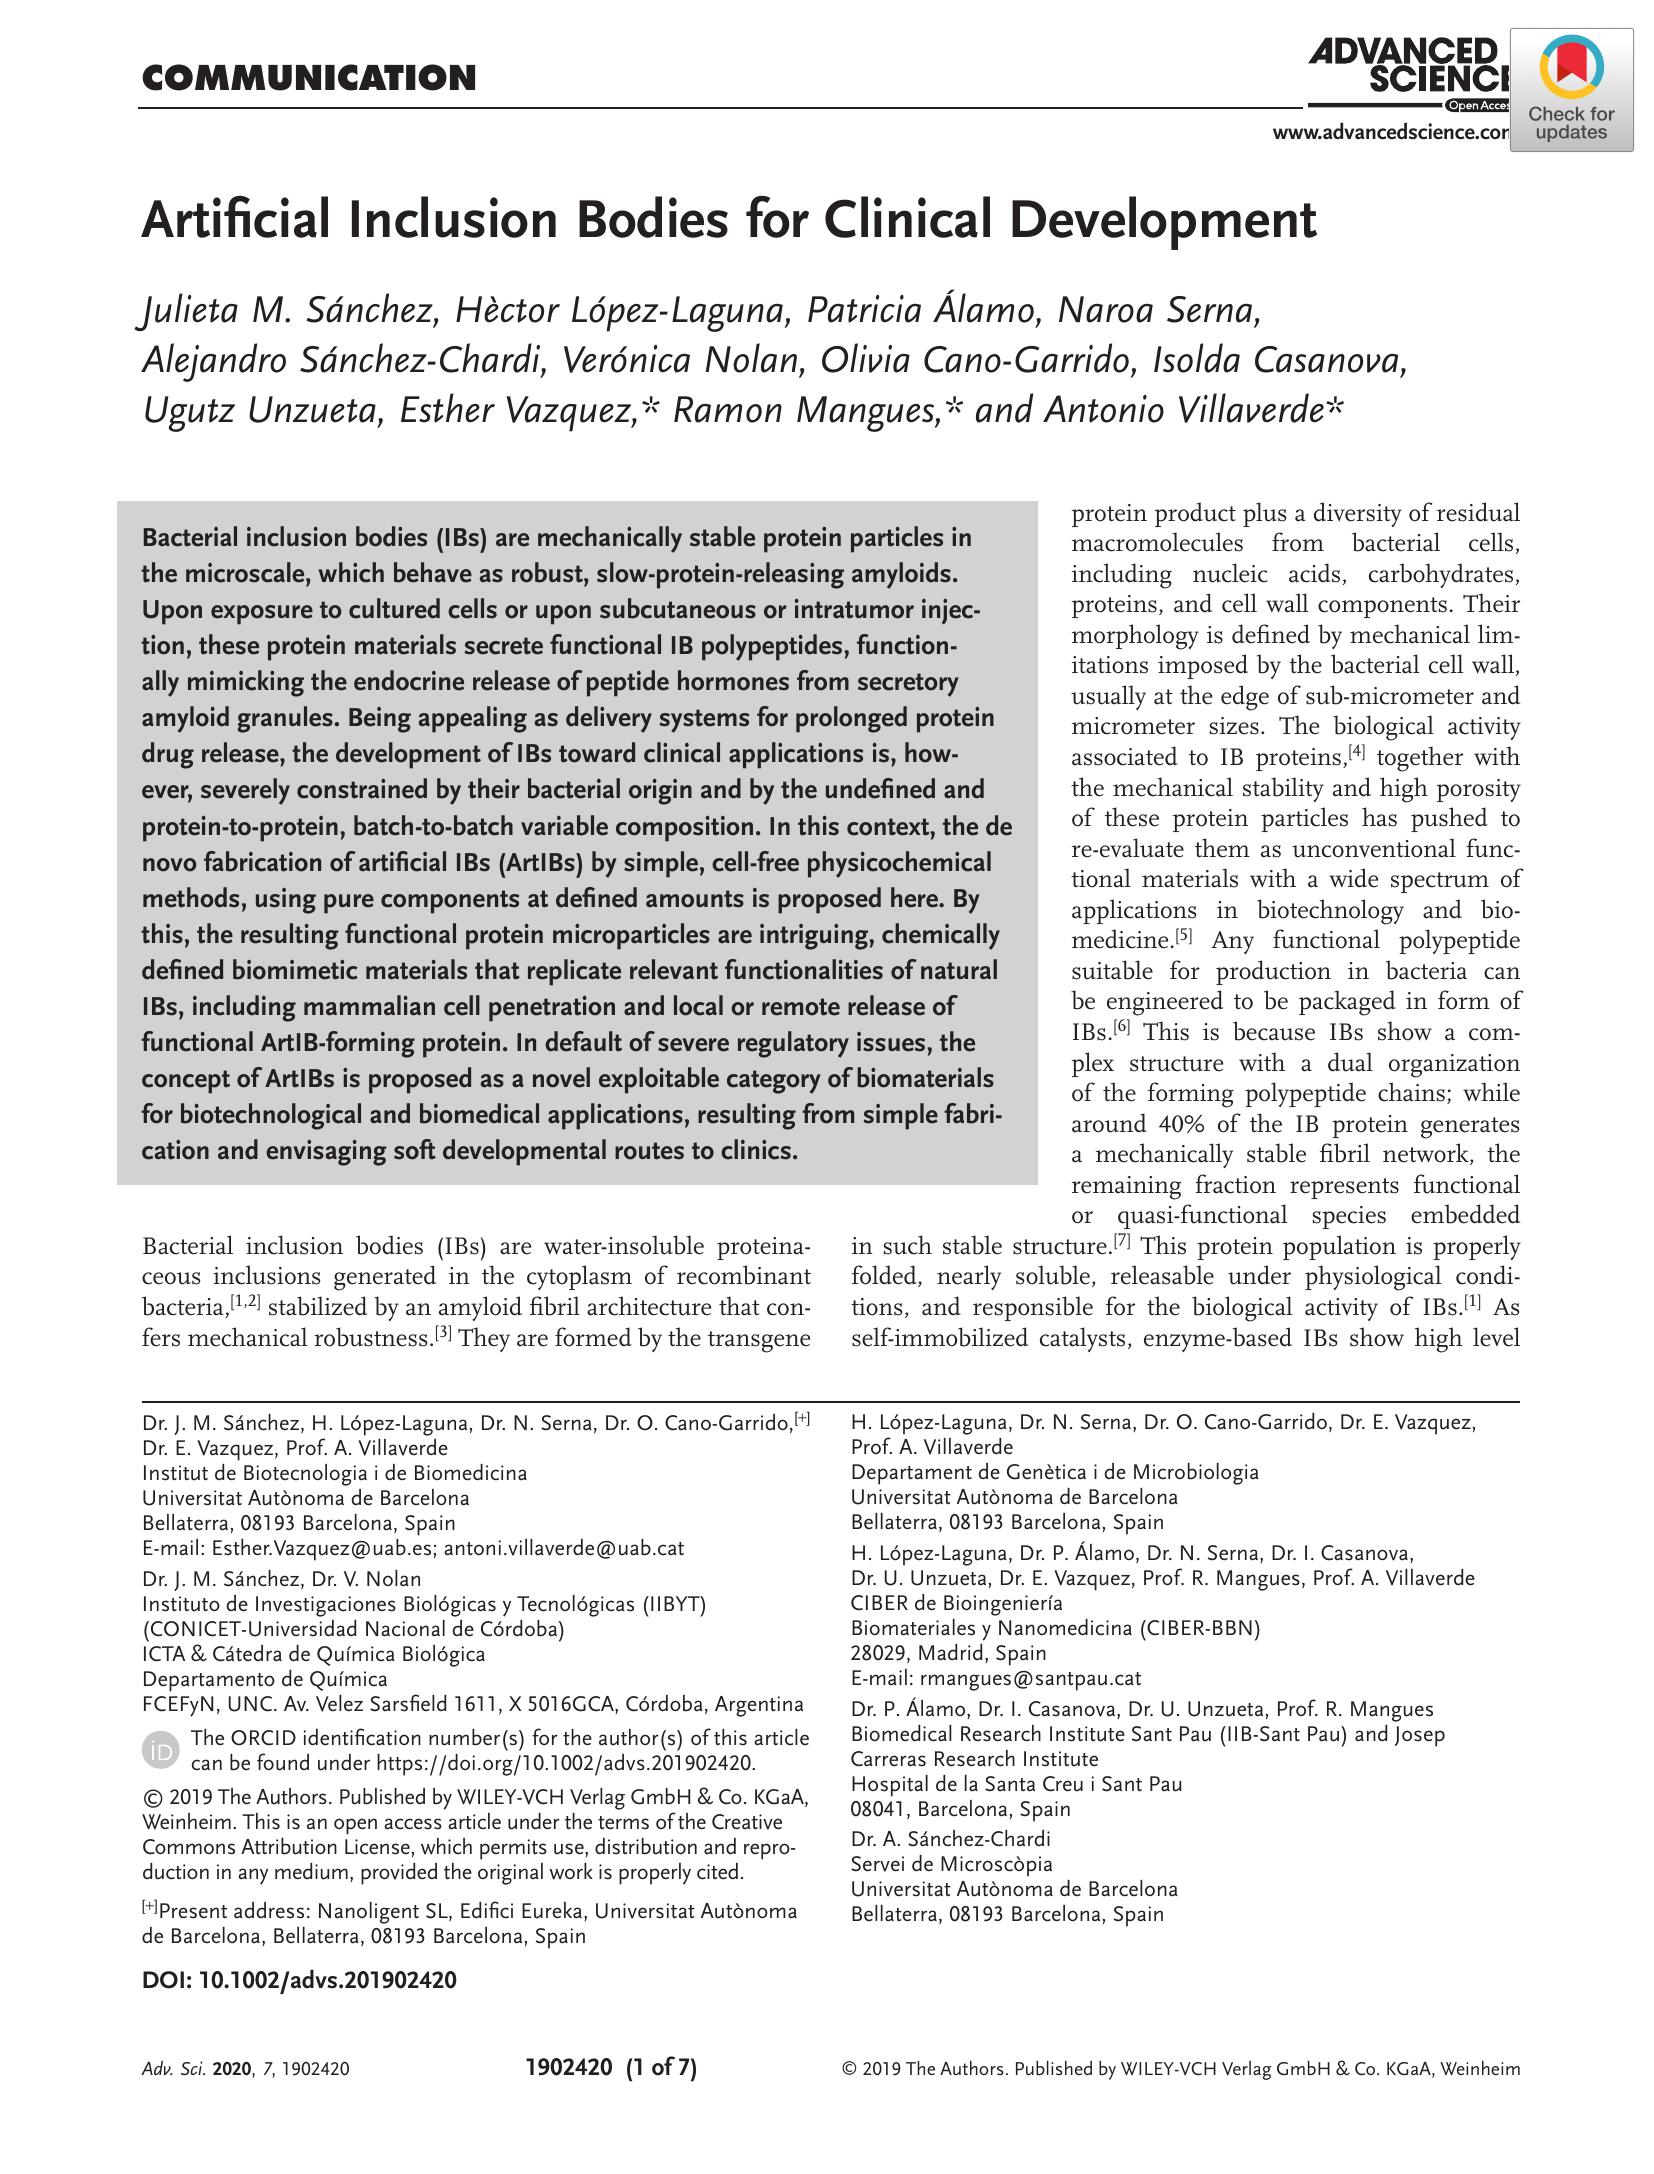 COMMUNICATION
ADVANCED
SCIENCE
Open Access
www.advancedscience.com
Check for
updates
Artificial Inclusion Bodies for Clinical Development
Julieta M. Sánchez, Hèctor López-Laguna, Patricia Álamo, Naroa Serna,
Alejandro Sánchez-Chardi, Verónica Nolan, Olivia Cano-Garrido, Isolda Casanova,
Ugutz Unzueta, Esther Vazquez,* Ramon Mangues,* and Antonio Villaverde*
Bacterial inclusion bodies (IBs) are mechanically stable protein particles in
the microscale, which behave as robust, slow-protein-releasing amyloids.
Upon exposure to cultured cells or upon subcutaneous or intratumor injec-
tion, these protein materials secrete functional IB polypeptides, function-
ally mimicking the endocrine release of peptide hormones from secretory
amyloid granules. Being appealing as delivery systems for prolonged protein
drug release, the development of IBs toward clinical applications is, how-
ever, severely constrained by their bacterial origin and by the undefined and
protein-to-protein, batch-to-batch variable composition. In this context, the de
novo fabrication of artificial IBs (ArtIBs) by simple, cell-free physicochemical
methods, using pure components at defined amounts is proposed here. By
this, the resulting functional protein microparticles are intriguing, chemically
defined biomimetic materials that replicate relevant functionalities of natural
IBs, including mammalian cell penetration and local or remote release of
functional ArtIB-forming protein. In default of severe regulatory issues, the
concept of ArtIBs is proposed as a novel exploitable category of biomaterials
for biotechnological and biomedical applications, resulting from simple fabri-
cation and envisaging soft developmental routes to clinics.
Bacterial inclusion bodies (IBs) are water-insoluble proteina-
ceous inclusions generated in the cytoplasm of recombinant
bacteria,[1,2] stabilized by an amyloid fibril architecture that con-
fers mechanical robustness.[3] They are formed by the transgene
protein product plus a diversity of residual
macromolecules from bacterial cells,
including nucleic acids, carbohydrates,
proteins, and cell wall components. Their
morphology is defined by mechanical lim-
itations imposed by the bacterial cell wall,
usually at the edge of sub-micrometer and
micrometer sizes. The biological activity
associated to IB proteins,[4] together with
the mechanical stability and high porosity
of these protein particles has pushed to
re-evaluate them as unconventional func-
tional materials with a wide spectrum of
applications in biotechnology and bio-
medicine.[5] Any functional polypeptide
suitable for production in bacteria can
be engineered to be packaged in form of
IBs.[6] This is because IBs show a com-
plex structure with a dual organization
of the forming polypeptide chains; while
around 40% of the IB protein generates
a mechanically stable fibril network, the
remaining fraction represents functional
or quasi-functional species embedded
in such stable structure.[7] This protein population is properly
folded, nearly soluble, releasable under physiological condi-
tions, and responsible for the biological activity of IBs.[1] As
self-immobilized catalysts, enzyme-based IBs show high level
Dr. J. M. Sánchez, H. López-Laguna, Dr. N. Serna, Dr. O. Cano-Garrido,[+]
Dr. E. Vazquez, Prof. A. Villaverde
Institut de Biotecnologia i de Biomedicina
Universitat Autònoma de Barcelona
Bellaterra, 08193 Barcelona, Spain
E-mail: Esther.Vazquez@uab.es; antoni.villaverde@uab.cat
Dr. J. M. Sánchez, Dr. V. Nolan
Instituto de Investigaciones Biológicas y Tecnológicas (IIBYT)
(CONICET-Universidad Nacional de Córdoba)
ICTA & Cátedra de Química Biológica
Departamento de Química
FCEFyN, UNC. Av. Velez Sarsfield 1611, X 5016GCA, Córdoba, Argentina
iD
The ORCID identification number(s) for the author(s) of this article
can be found under https://doi.org/10.1002/advs.201902420.
© 2019 The Authors. Published by WILEY-VCH Verlag GmbH & Co. KGaA,
Weinheim. This is an open access article under the terms of the Creative
Commons Attribution License, which permits use, distribution and repro-
duction in any medium, provided the original work is properly cited.
[+]Present address: Nanoligent SL, Edifici Eureka, Universitat Autònoma
de Barcelona, Bellaterra, 08193 Barcelona, Spain
DOI: 10.1002/advs.201902420
H. López-Laguna, Dr. N. Serna, Dr. O. Cano-Garrido, Dr. E. Vazquez,
Prof. A. Villaverde
Departament de Genètica i de Microbiologia
Universitat Autònoma de Barcelona
Bellaterra, 08193 Barcelona, Spain
H. López-Laguna, Dr. P. Álamo, Dr. N. Serna, Dr. I. Casanova,
Dr. U. Unzueta, Dr. E. Vazquez, Prof. R. Mangues, Prof. A. Villaverde
CIBER de Bioingeniería
Biomateriales y Nanomedicina (CIBER-BBN)
28029, Madrid, Spain
E-mail: rmangues@santpau.cat
Dr. P. Álamo, Dr. I. Casanova, Dr. U. Unzueta, Prof. R. Mangues
Biomedical Research Institute Sant Pau (IIB-Sant Pau) and Josep
Carreras Research Institute
Hospital de la Santa Creu i Sant Pau
08041, Barcelona, Spain
Dr. A. Sánchez-Chardi
Servei de Microscòpia
Universitat Autònoma de Barcelona
Bellaterra, 08193 Barcelona, Spain
Adv. Sci. 2020, 7, 1902420
1902420 (1 of 7)
© 2019 The Authors. Published by WILEY-VCH Verlag GmbH & Co. KGaA, Weinheim